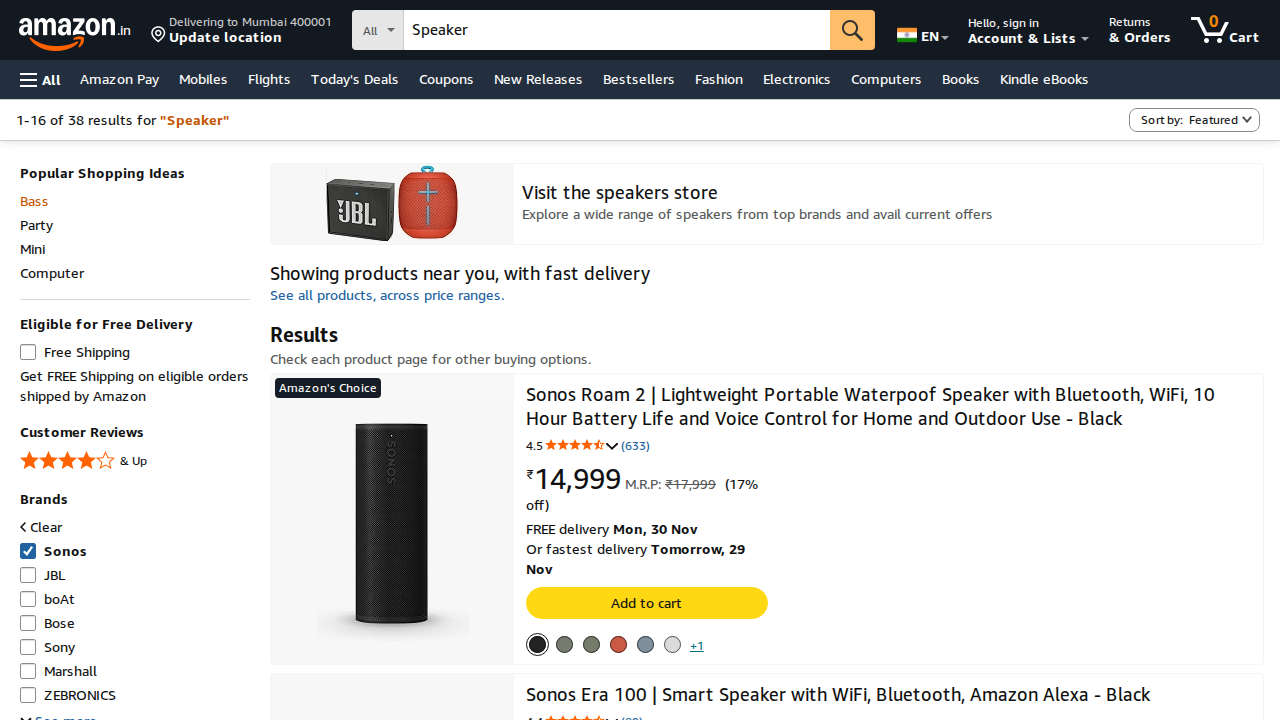 amazon.in
Delivering to Mumbai 400001
Update location
All
Speaker
EN
Hello, sign in
Account & Lists
Returns
& Orders
0
Cart
All
Amazon Pay
Mobiles
Flights
Today's Deals
Coupons
New Releases
Bestsellers
Fashion
Electronics
Computers
Books
Kindle eBooks
1-16 of 38 results for "Speaker"
Sort by: Featured
Popular Shopping Ideas
Bass
Party
Mini
Computer
Eligible for Free Delivery
Free Shipping
Get FREE Shipping on eligible orders
shipped by Amazon
Customer Reviews
& Up
Brands
Clear
Sonos
JBL
boAt
Bose
Sony
Marshall
ZEBRONICS
See more
JBL
Visit the speakers store
Explore a wide range of speakers from top brands and avail current offers
Showing products near you, with fast delivery
See all products, across price ranges.
Results
Check each product page for other buying options.
Amazon's Choice
SONOS
Sonos Roam 2 | Lightweight Portable Waterpoof Speaker with Bluetooth, WiFi, 10
Hour Battery Life and Voice Control for Home and Outdoor Use - Black
4.5 (633)
₹14,999 M.R.P: ₹17,999 (17%
off)
FREE delivery Mon, 30 Nov
Or fastest delivery Tomorrow, 29
Nov
Add to cart
+1
Sonos Era 100 | Smart Speaker with WiFi, Bluetooth, Amazon Alexa - Black